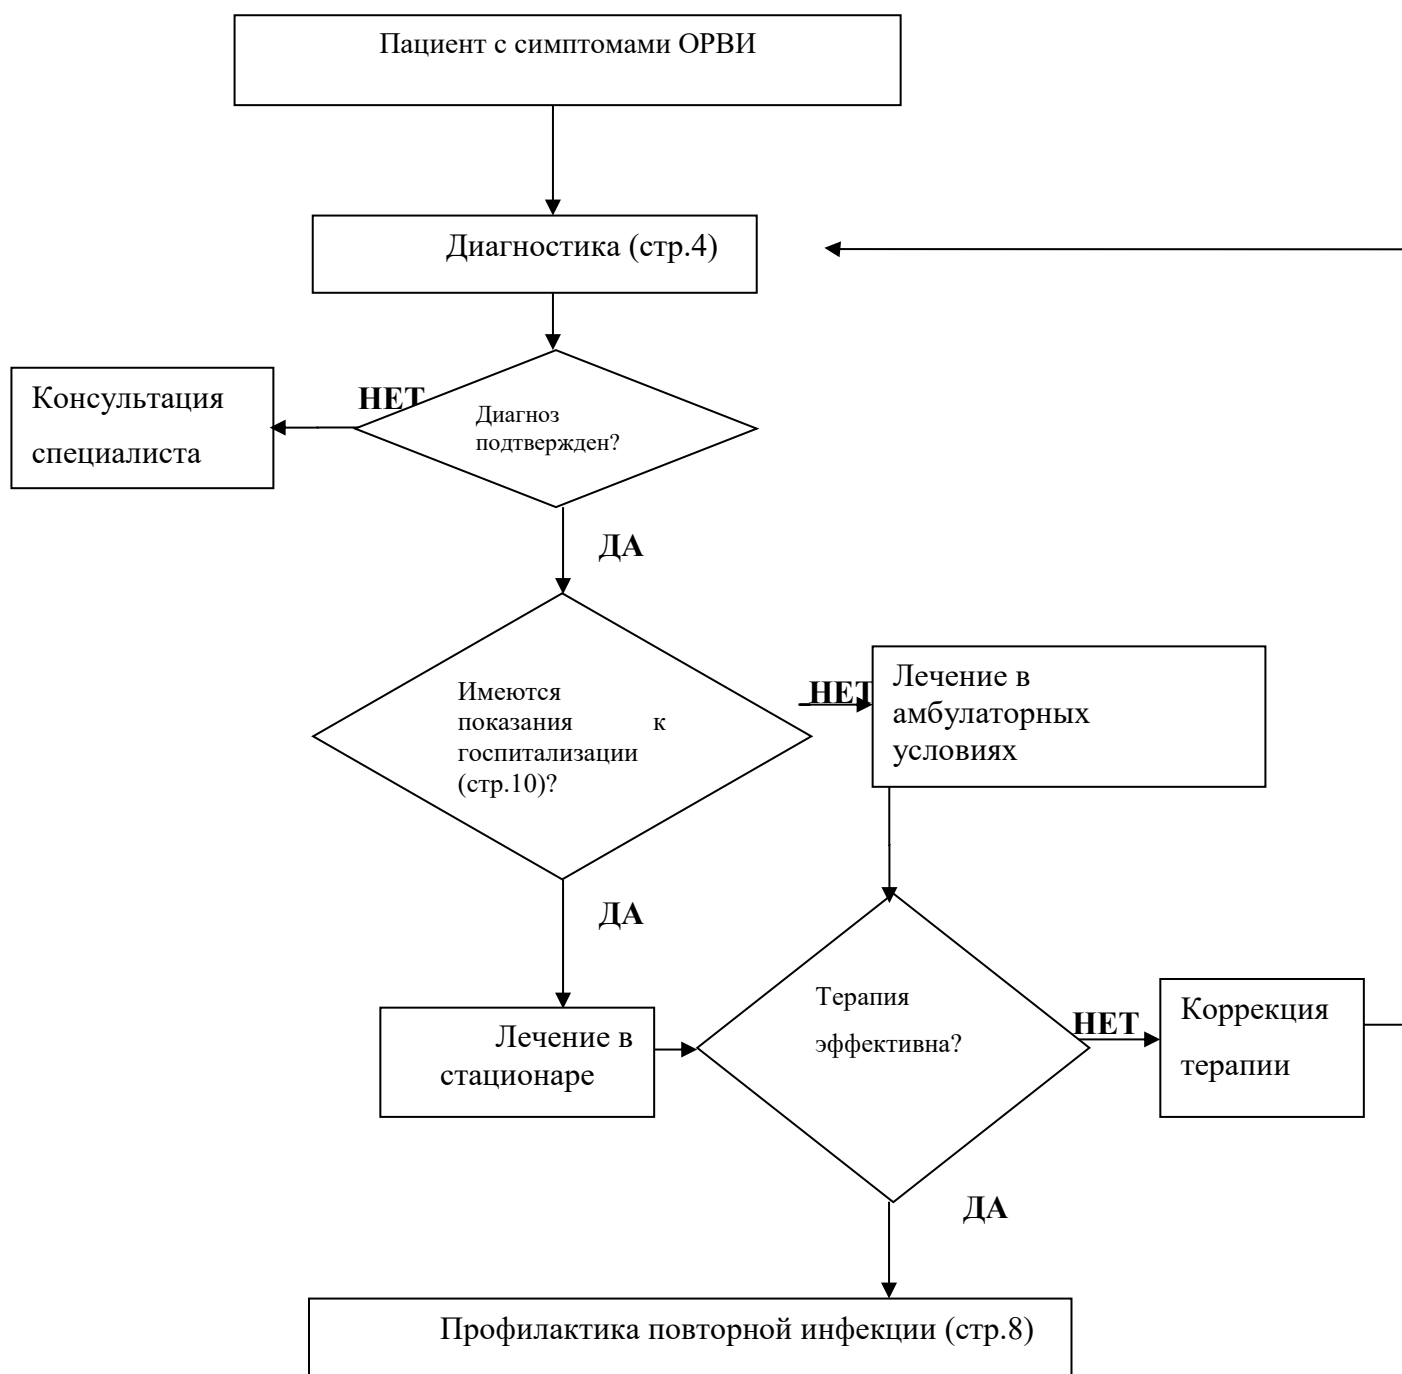 Пациент с симптомами ОРВИ
Диагностика (стр.4)
Консультация
специалиста
НЕТ
Диагноз
подтвержден?
ДА
Имеются
показания к
госпитализации
(стр.10)?
НЕТ
Лечение в
амбулаторных
условиях
ДА
Лечение в
стационаре
Терапия
эффективна?
НЕТ
Коррекция
терапии
ДА
Профилактика повторной инфекции (стр.8)